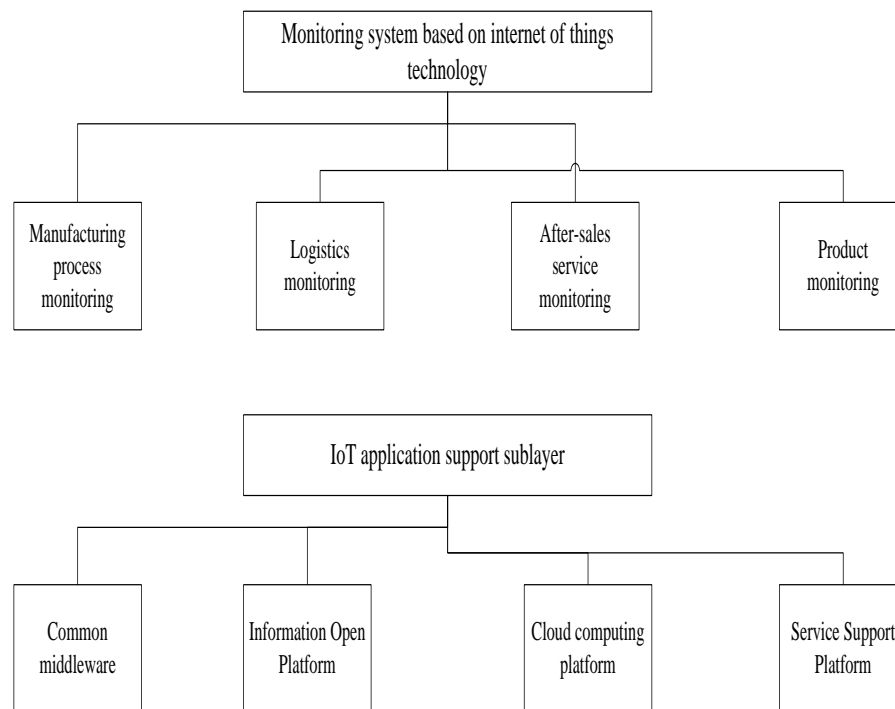 Monitoring system based on internet of things
technology
Manufacturing
process
monitoring
Logistics
monitoring
After-sales
service
monitoring
Product
monitoring
IoT application support sublayer
Common
middleware
Information Open
Platform
Cloud computing
platform
Service Support
Platform